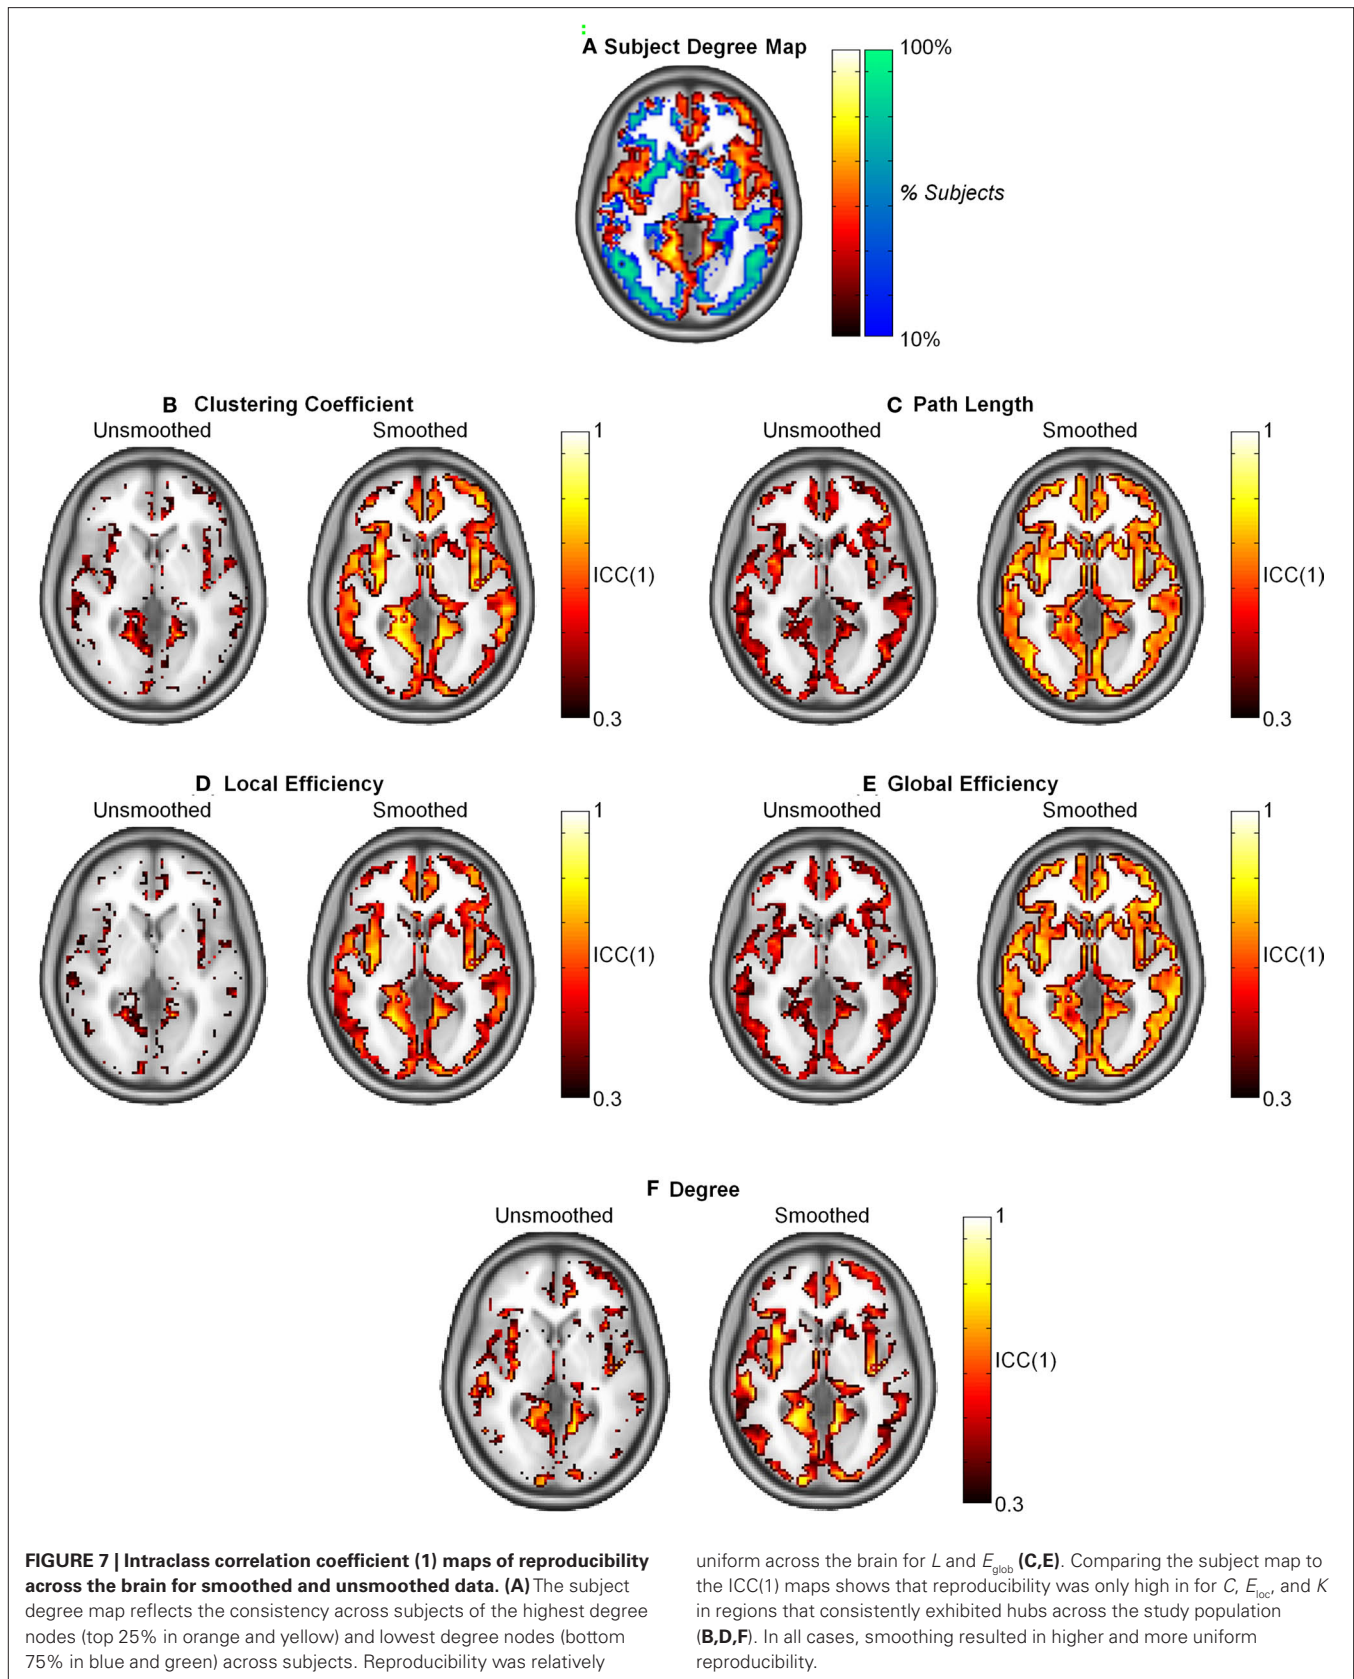 A Subject Degree Map
100%
% Subjects
10%
B Clustering Coefficient
Unsmoothed Smoothed
1
ICC(1)
0.3
C Path Length
Unsmoothed Smoothed
1
ICC(1)
0.3
D Local Efficiency
Unsmoothed Smoothed
1
ICC(1)
0.3
E Global Efficiency
Unsmoothed Smoothed
1
ICC(1)
0.3
F Degree
Unsmoothed Smoothed
1
ICC(1)
0.3
FIGURE 7 | Intraclass correlation coefficient (1) maps of reproducibility
across the brain for smoothed and unsmoothed data. (A) The subject
degree map reflects the consistency across subjects of the highest degree
nodes (top 25% in orange and yellow) and lowest degree nodes (bottom
75% in blue and green) across subjects. Reproducibility was relatively
uniform across the brain for L and Eglob (C,E). Comparing the subject map to
the ICC(1) maps shows that reproducibility was only high in for C, Eloc, and K
in regions that consistently exhibited hubs across the study population
(B,D,F). In all cases, smoothing resulted in higher and more uniform
reproducibility.